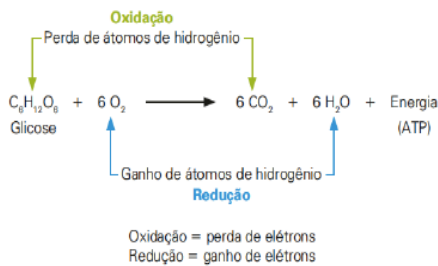 Oxidação
Perda de átomos de hidrogênio
C₆H₁₂O₆ + 6 O₂ → 6 CO₂ + 6 H₂O + Energia
Glicose (ATP)
Ganho de átomos de hidrogênio
Redução
Oxidação = perda de elétrons
Redução = ganho de elétrons